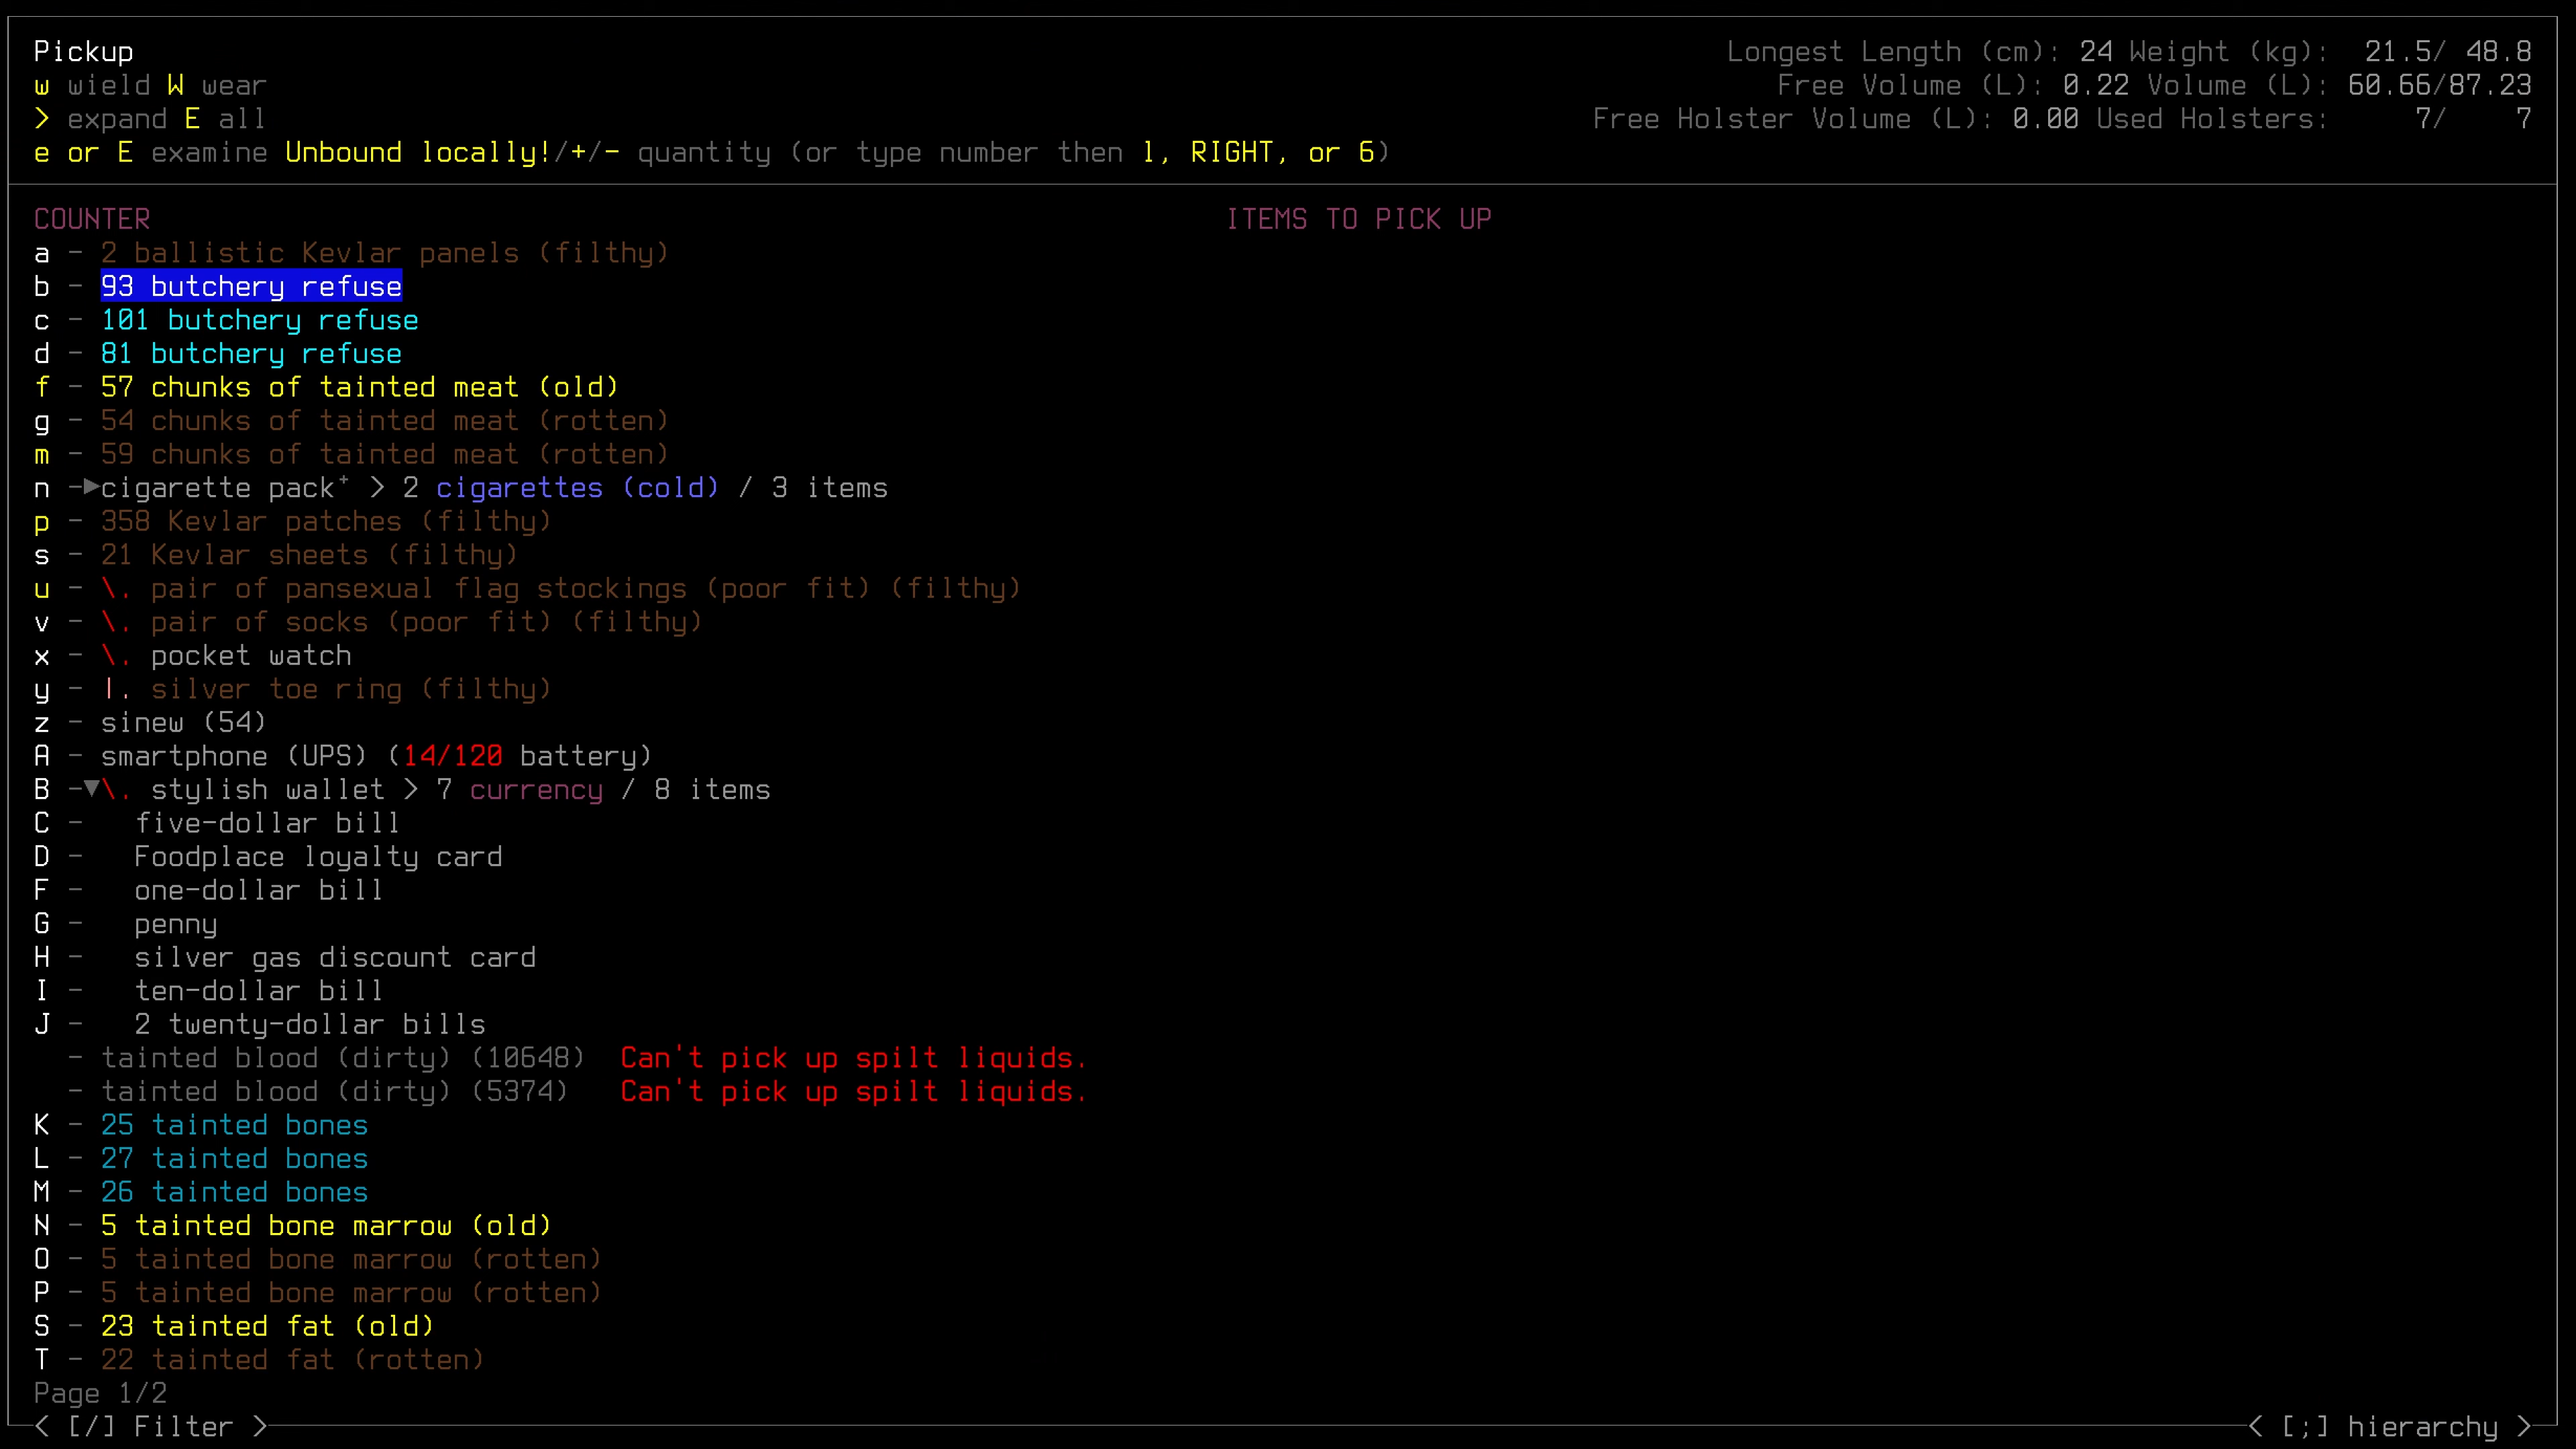 Pickup
Longest Length (cm): 24 Weight (kg): 21.5/ 48.8
w wield W wear
Free Volume (L): 0.22 Volume (L): 60.66/87.23
> expand E all
Free Holster Volume (L): 0.00 Used Holsters: 7/ 7
e or E examine Unbound locally!/+/- quantity (or type number then l, RIGHT, or 6)
COUNTER
ITEMS TO PICK UP
a - 2 ballistic Kevlar panels (filthy)
b - 93 butchery refuse
c - 101 butchery refuse
d - 81 butchery refuse
f - 57 chunks of tainted meat (old)
g - 54 chunks of tainted meat (rotten)
m - 59 chunks of tainted meat (rotten)
n -▶cigarette pack⁺ > 2 cigarettes (cold) / 3 items
p - 358 Kevlar patches (filthy)
s - 21 Kevlar sheets (filthy)
u - \. pair of pansexual flag stockings (poor fit) (filthy)
v - \. pair of socks (poor fit) (filthy)
x - \. pocket watch
y - |. silver toe ring (filthy)
z - sinew (54)
A - smartphone (UPS) (14/120 battery)
B -▼\. stylish wallet > 7 currency / 8 items
C - five-dollar bill
D - Foodplace loyalty card
F - one-dollar bill
G - penny
H - silver gas discount card
I - ten-dollar bill
J - 2 twenty-dollar bills
- tainted blood (dirty) (10648) Can't pick up spilt liquids.
- tainted blood (dirty) (5374) Can't pick up spilt liquids.
K - 25 tainted bones
L - 27 tainted bones
M - 26 tainted bones
N - 5 tainted bone marrow (old)
O - 5 tainted bone marrow (rotten)
P - 5 tainted bone marrow (rotten)
S - 23 tainted fat (old)
T - 22 tainted fat (rotten)
Page 1/2
< [/] Filter >
< [;] hierarchy >